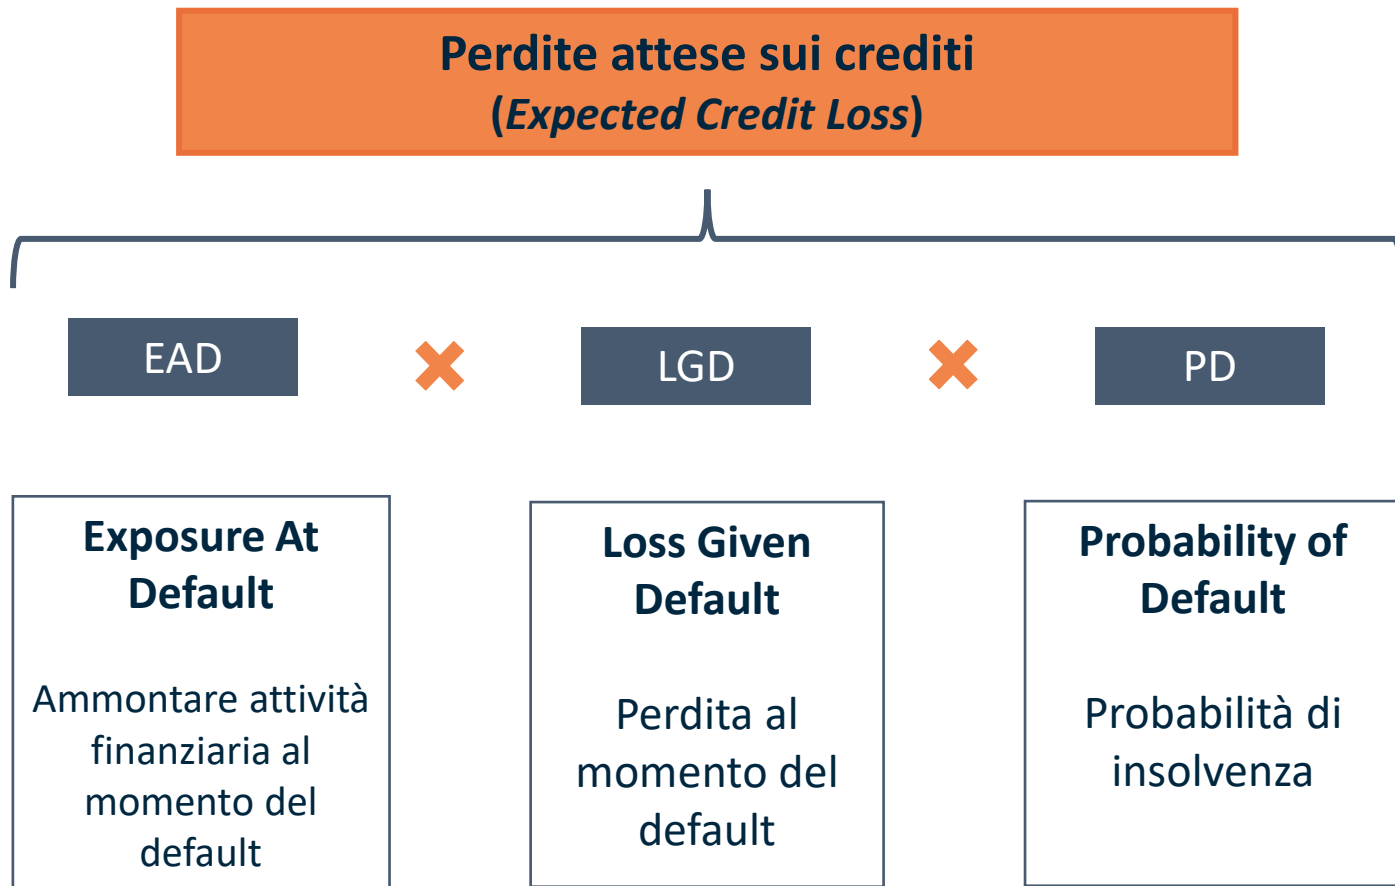 Perdite attese sui crediti
(Expected Credit Loss)
EAD
LGD
PD
Exposure At
Default
Ammontare attività
finanziaria al
momento del
default
Loss Given
Default
Perdita al
momento del
default
Probability of
Default
Probabilità di
insolvenza